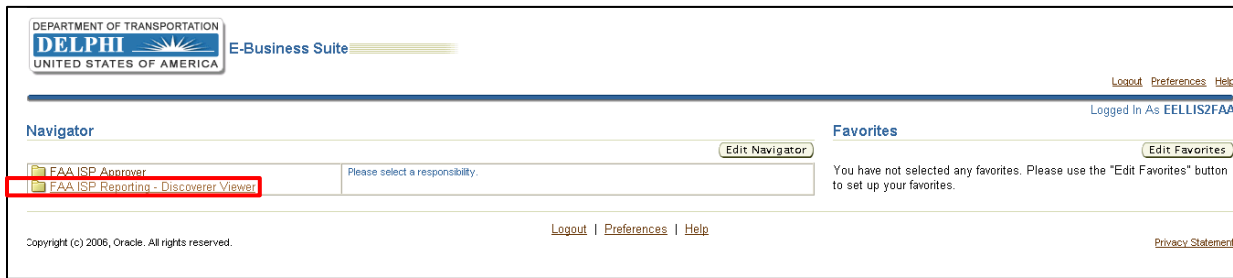 DEPARTMENT OF TRANSPORTATION
DELPHI
UNITED STATES OF AMERICA
E-Business Suite
Logout Preferences Help
Logged In As EELLIS2FAA
Navigator
Edit Navigator
FAA ISP Approver
FAA ISP Reporting - Discoverer Viewer
Please select a responsibility.
Favorites
Edit Favorites
You have not selected any favorites. Please use the "Edit Favorites" button
to set up your favorites.
Logout | Preferences | Help
Copyright (c) 2006, Oracle. All rights reserved.
Privacy Statement